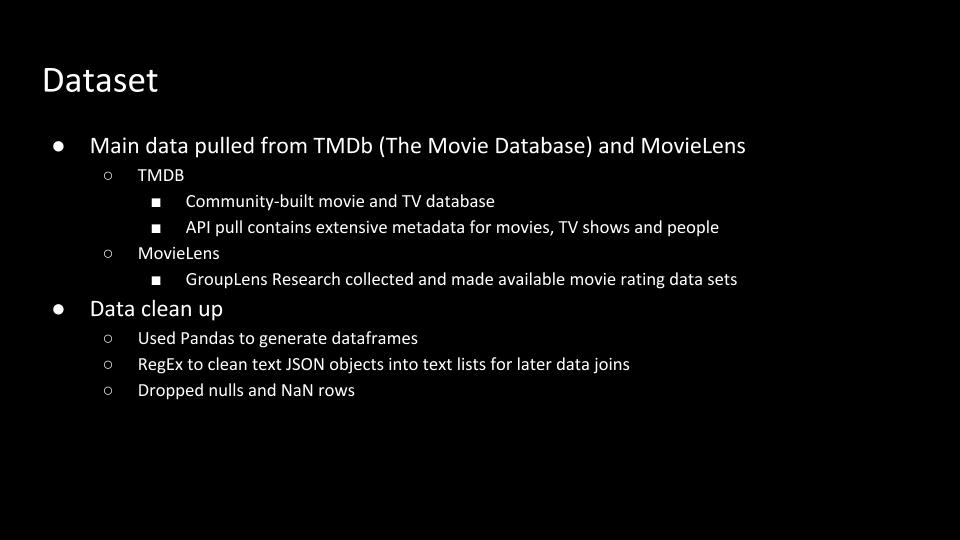 Dataset
● Main data pulled from TMDb (The Movie Database) and MovieLens
○ TMDB
■ Community-built movie and TV database
■ API pull contains extensive metadata for movies, TV shows and people
○ MovieLens
■ GroupLens Research collected and made available movie rating data sets
● Data clean up
○ Used Pandas to generate dataframes
○ RegEx to clean text JSON objects into text lists for later data joins
○ Dropped nulls and NaN rows